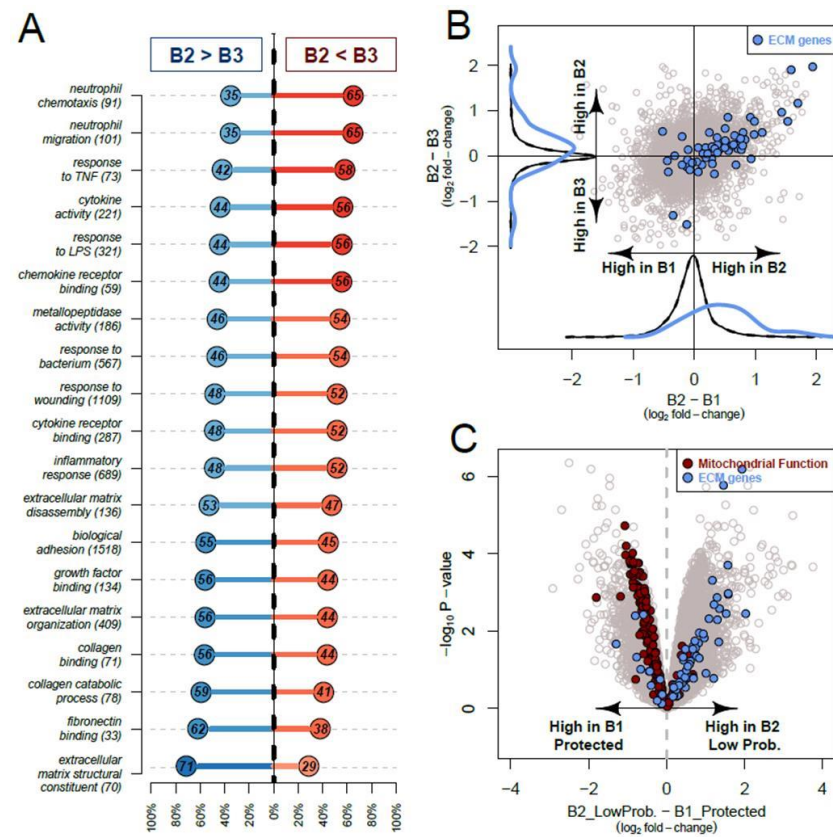 A
B2 > B3
B2 < B3
neutrophil
chemotaxis (91)
35
65
neutrophil
migration (101)
35
65
response
to TNF (73)
42
58
cytokine
activity (221)
44
56
response
to LPS (321)
44
56
chemokine receptor
binding (59)
44
56
metallopeptidase
activity (186)
46
54
response to
bacterium (567)
46
54
response to
wounding (1109)
48
52
cytokine receptor
binding (287)
48
52
inflammatory
response (689)
48
52
extracellular matrix
disassembly (136)
53
47
biological
adhesion (1518)
55
45
growth factor
binding (134)
56
44
extracellular matrix
organization (409)
56
44
collagen
binding (71)
56
44
collagen catabolic
process (78)
59
41
fibronectin
binding (33)
62
38
extracellular
matrix structural
constituent (70)
71
29
100%
80%
60%
40%
20%
0%
20%
40%
60%
80%
100%
B
ECM genes
B2 − B3
(log2 fold−change)
2
1
0
−1
−2
High in B2
High in B3
High in B1
High in B2
−2
−1
0
1
2
B2 − B1
(log2 fold−change)
C
Mitochondrial Function
ECM genes
−log10 P−value
6
4
2
0
High in B1
Protected
High in B2
Low Prob.
−4
−2
0
2
4
B2_LowProb. − B1_Protected
(log2 fold−change)